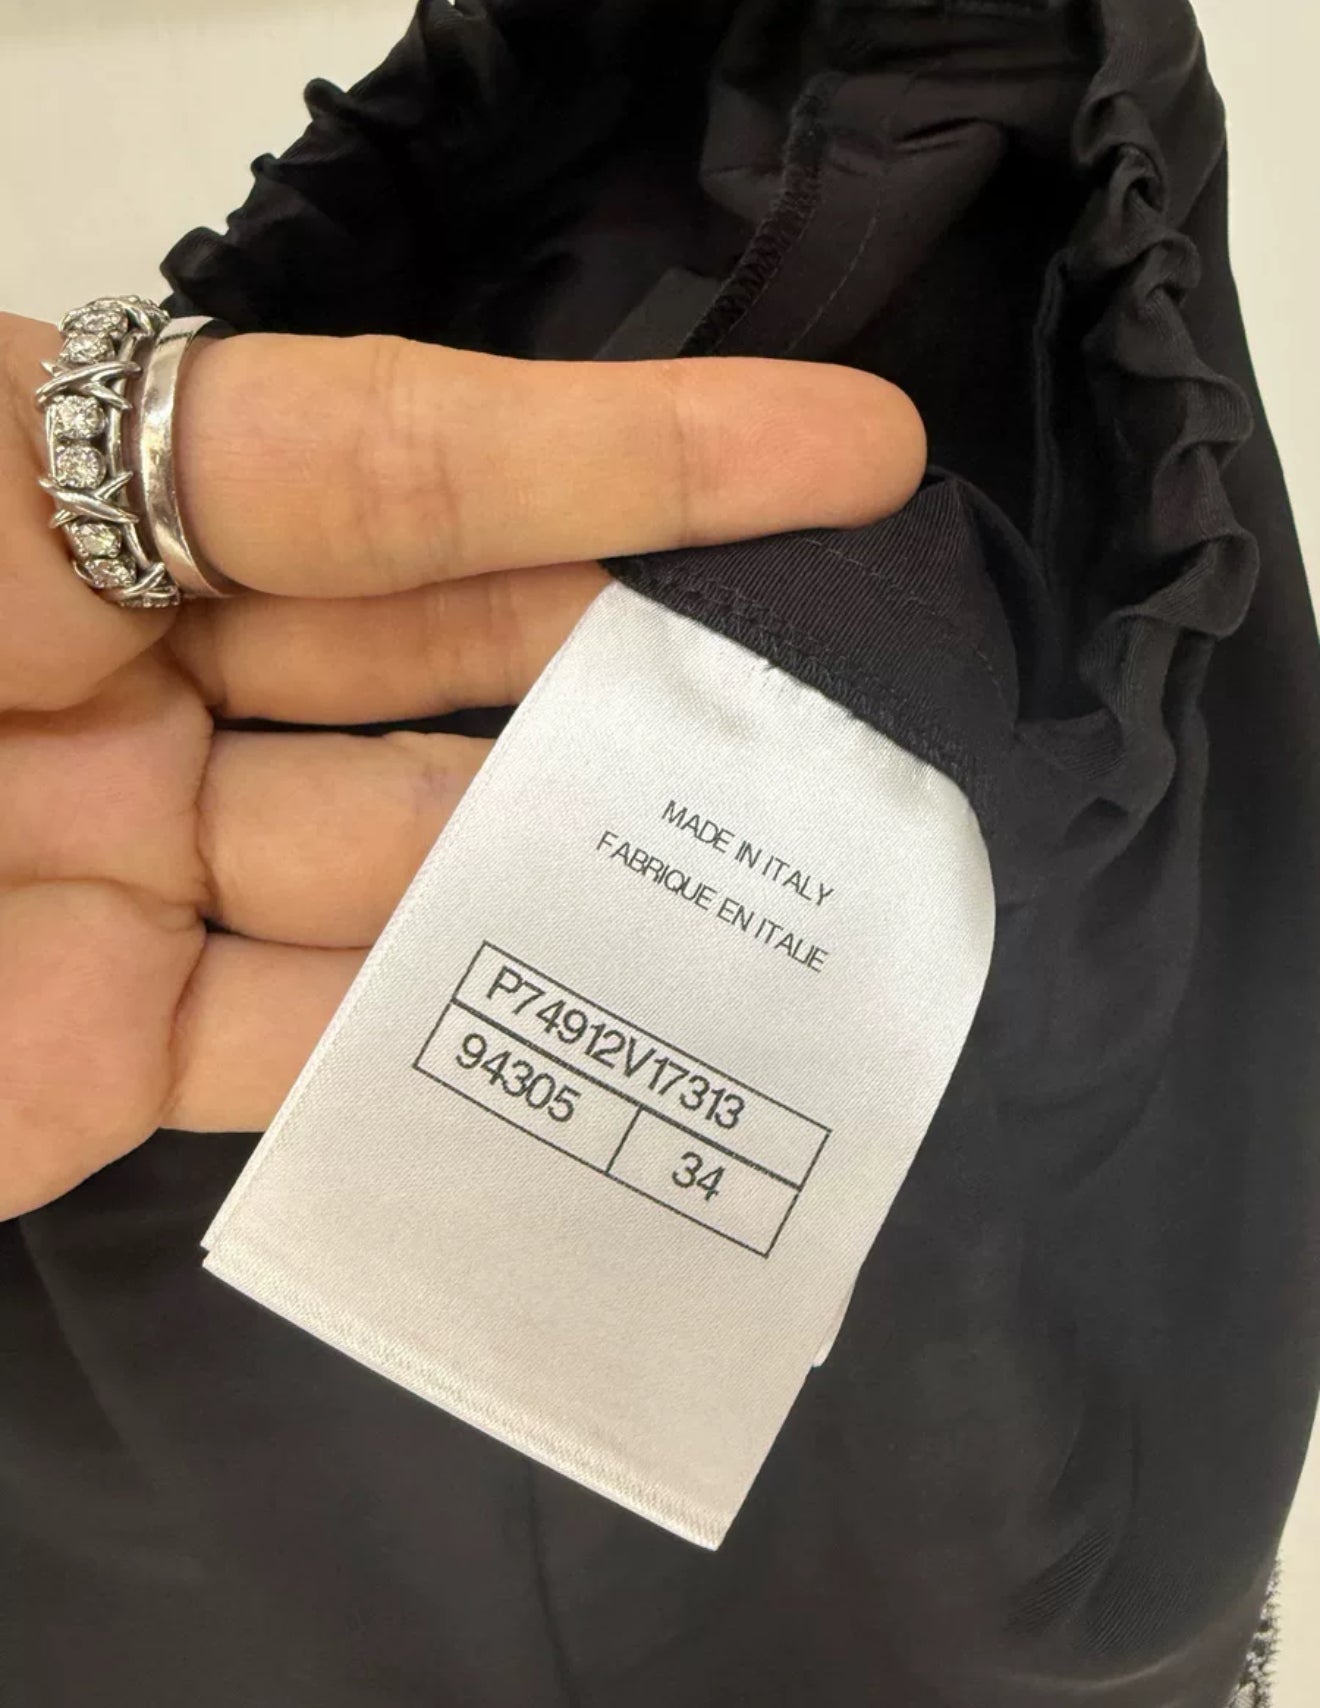 MADE IN ITALY
FABRIQUE EN ITALIE
P74912V17313
94305 34